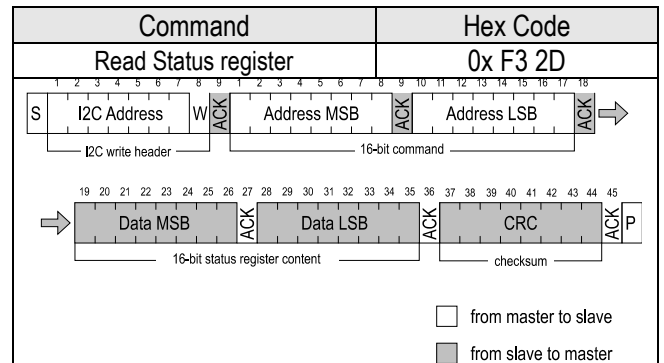 Command Hex Code
Read Status register 0x F3 2D
1 2 3 4 5 6 7 8 9 1 2 3 4 5 6 7 8 9 10 11 12 13 14 15 16 17 18
S I2C Address W ACK Address MSB ACK Address LSB ACK
I2C write header 16-bit command
19 20 21 22 23 24 25 26 27 28 29 30 31 32 33 34 35 36 37 38 39 40 41 42 43 44 45
Data MSB ACK Data LSB ACK CRC ACK P
16-bit status register content checksum
from master to slave
from slave to master